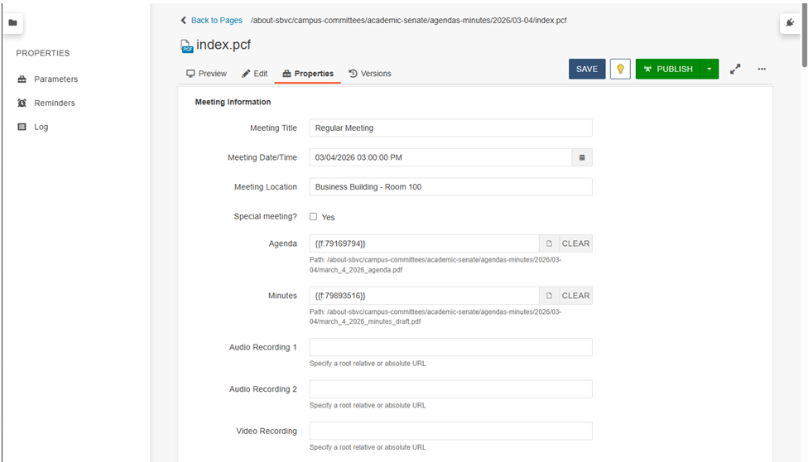 Back to Pages /about-sbvc/campus-committees/academic-senate/agendas-minutes/2026/03-04/index.pcf
index.pcf
PCF
PROPERTIES
Parameters
Reminders
Log
Preview Edit Properties Versions
SAVE PUBLISH
Meeting Information
Meeting Title Regular Meeting
Meeting Date/Time 03/04/2026 03:00:00 PM
Meeting Location Business Building - Room 100
Special meeting? Yes
Agenda {{f:79169794}} CLEAR
Path: /about-sbvc/campus-committees/academic-senate/agendas-minutes/2026/03-
04/march_4_2026_agenda.pdf
Minutes {{f:79893516}} CLEAR
Path: /about-sbvc/campus-committees/academic-senate/agendas-minutes/2026/03-
04/march_4_2026_minutes_draft.pdf
Audio Recording 1
Specify a root relative or absolute URL
Audio Recording 2
Specify a root relative or absolute URL
Video Recording
Specify a root relative or absolute URL